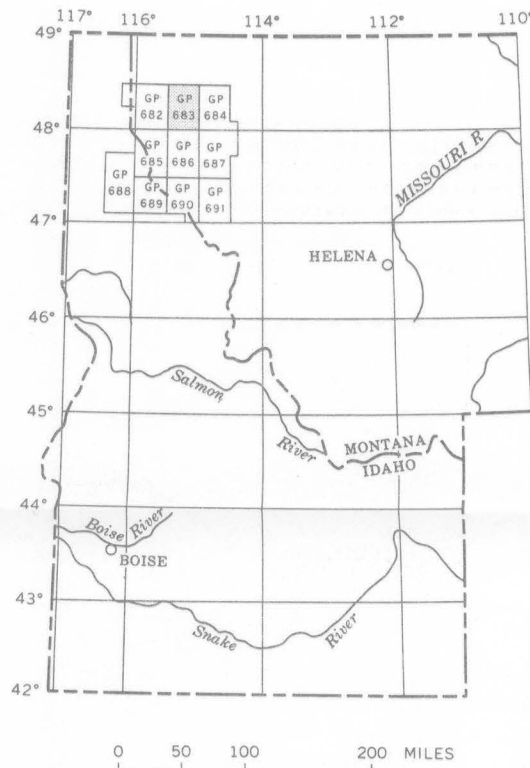 117° 116° 114° 112° 110°
49°
GP 682 GP 683 GP 684
48°
GP 685 GP 686 GP 687
GP 688
GP 689 GP 690 GP 691
47°
MISSOURI R
HELENA
46°
Salmon River
45°
MONTANA
IDAHO
44°
Boise River
BOISE
43°
Snake River
42°
0 50 100 200 MILES